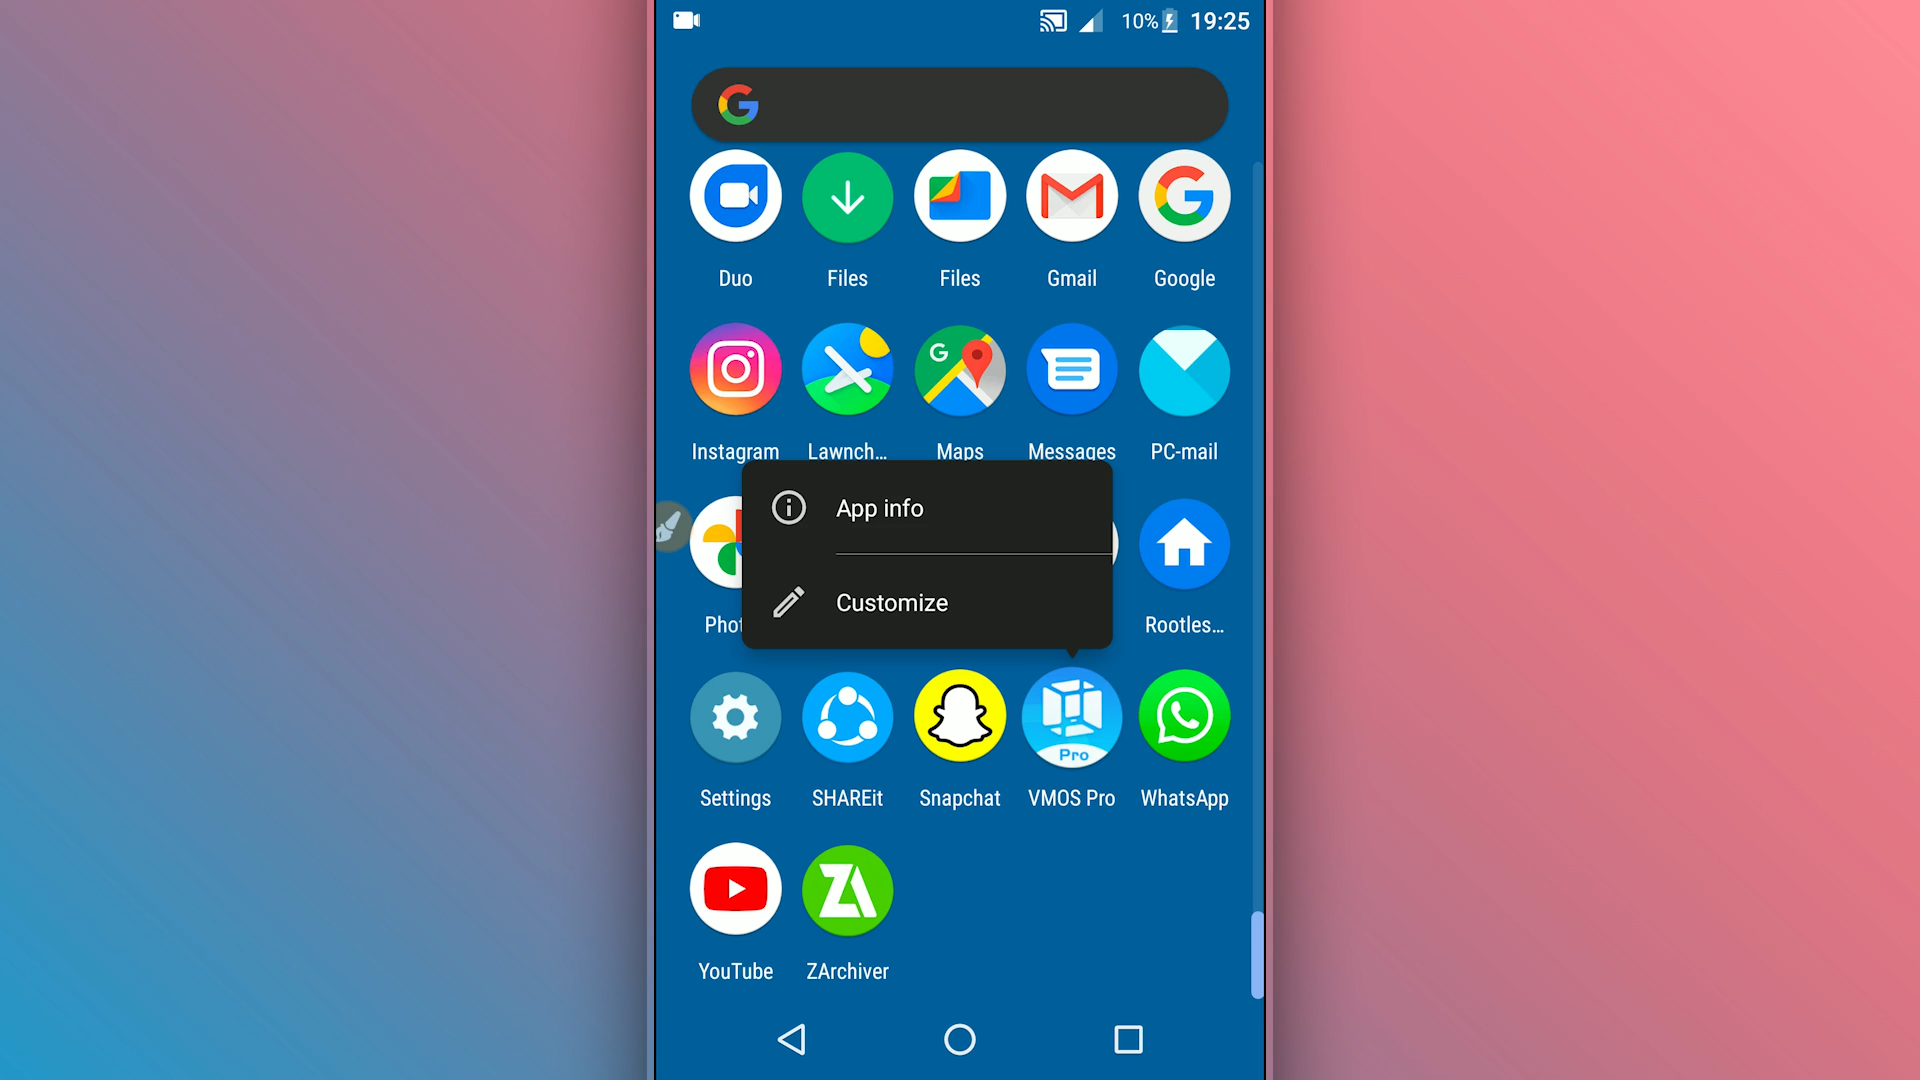 10% 19:25
Duo Files Files Gmail Google
Instagram Lawnch... Maps Messages PC-mail
App info
Customize
Phot Rootles...
Pro
Settings SHAREit Snapchat VMOS Pro WhatsApp
YouTube ZArchiver